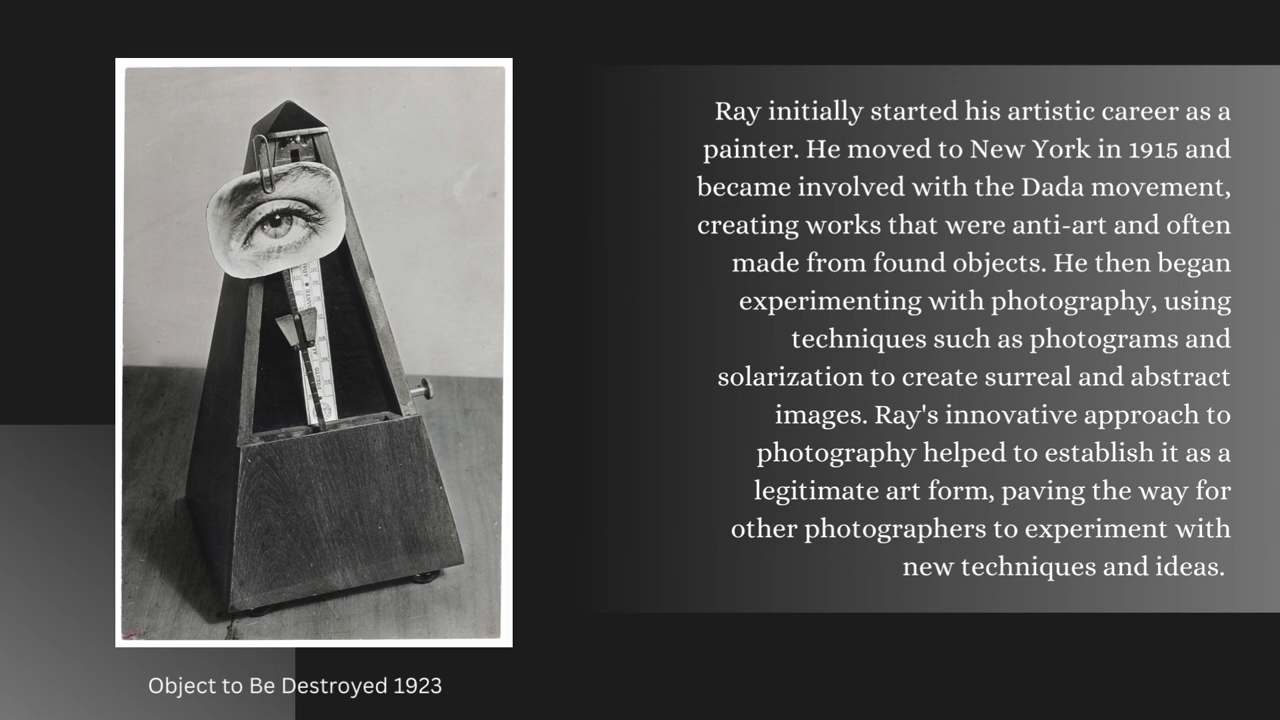 Ray initially started his artistic career as a
painter. He moved to New York in 1915 and
became involved with the Dada movement,
creating works that were anti-art and often
made from found objects. He then began
experimenting with photography, using
techniques such as photograms and
solarization to create surreal and abstract
images. Ray's innovative approach to
photography helped to establish it as a
legitimate art form, paving the way for
other photographers to experiment with
new techniques and ideas.
Object to Be Destroyed 1923